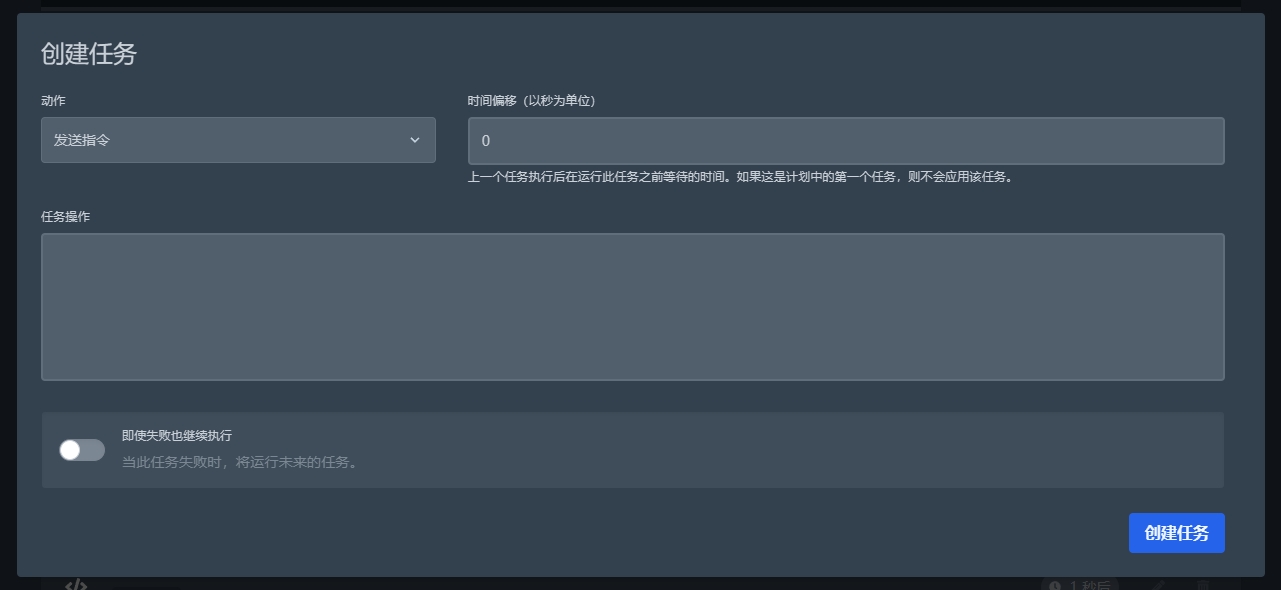 创建任务
动作
时间偏移（以秒为单位）
发送指令
0
上一个任务执行后在运行此任务之前等待的时间。如果这是计划中的第一个任务，则不会应用该任务。
任务操作
即使失败也继续执行
当此任务失败时，将运行未来的任务。
创建任务
1 秒后